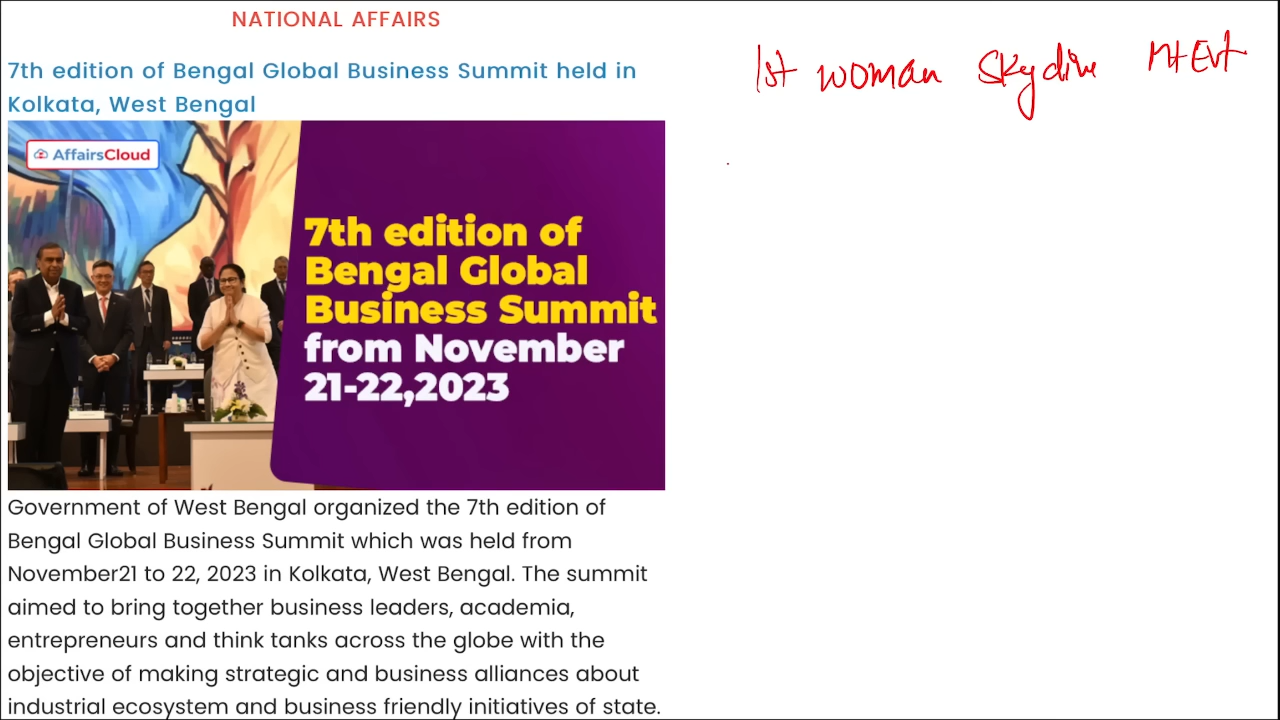 NATIONAL AFFAIRS
7th edition of Bengal Global Business Summit held in
Kolkata, West Bengal
AffairsCloud
7th edition of
Bengal Global
Business Summit
from November
21-22,2023
Government of West Bengal organized the 7th edition of
Bengal Global Business Summit which was held from
November21 to 22, 2023 in Kolkata, West Bengal. The summit
aimed to bring together business leaders, academia,
entrepreneurs and think tanks across the globe with the
objective of making strategic and business alliances about
industrial ecosystem and business friendly initiatives of state.
1st woman Skydive Mt Evt